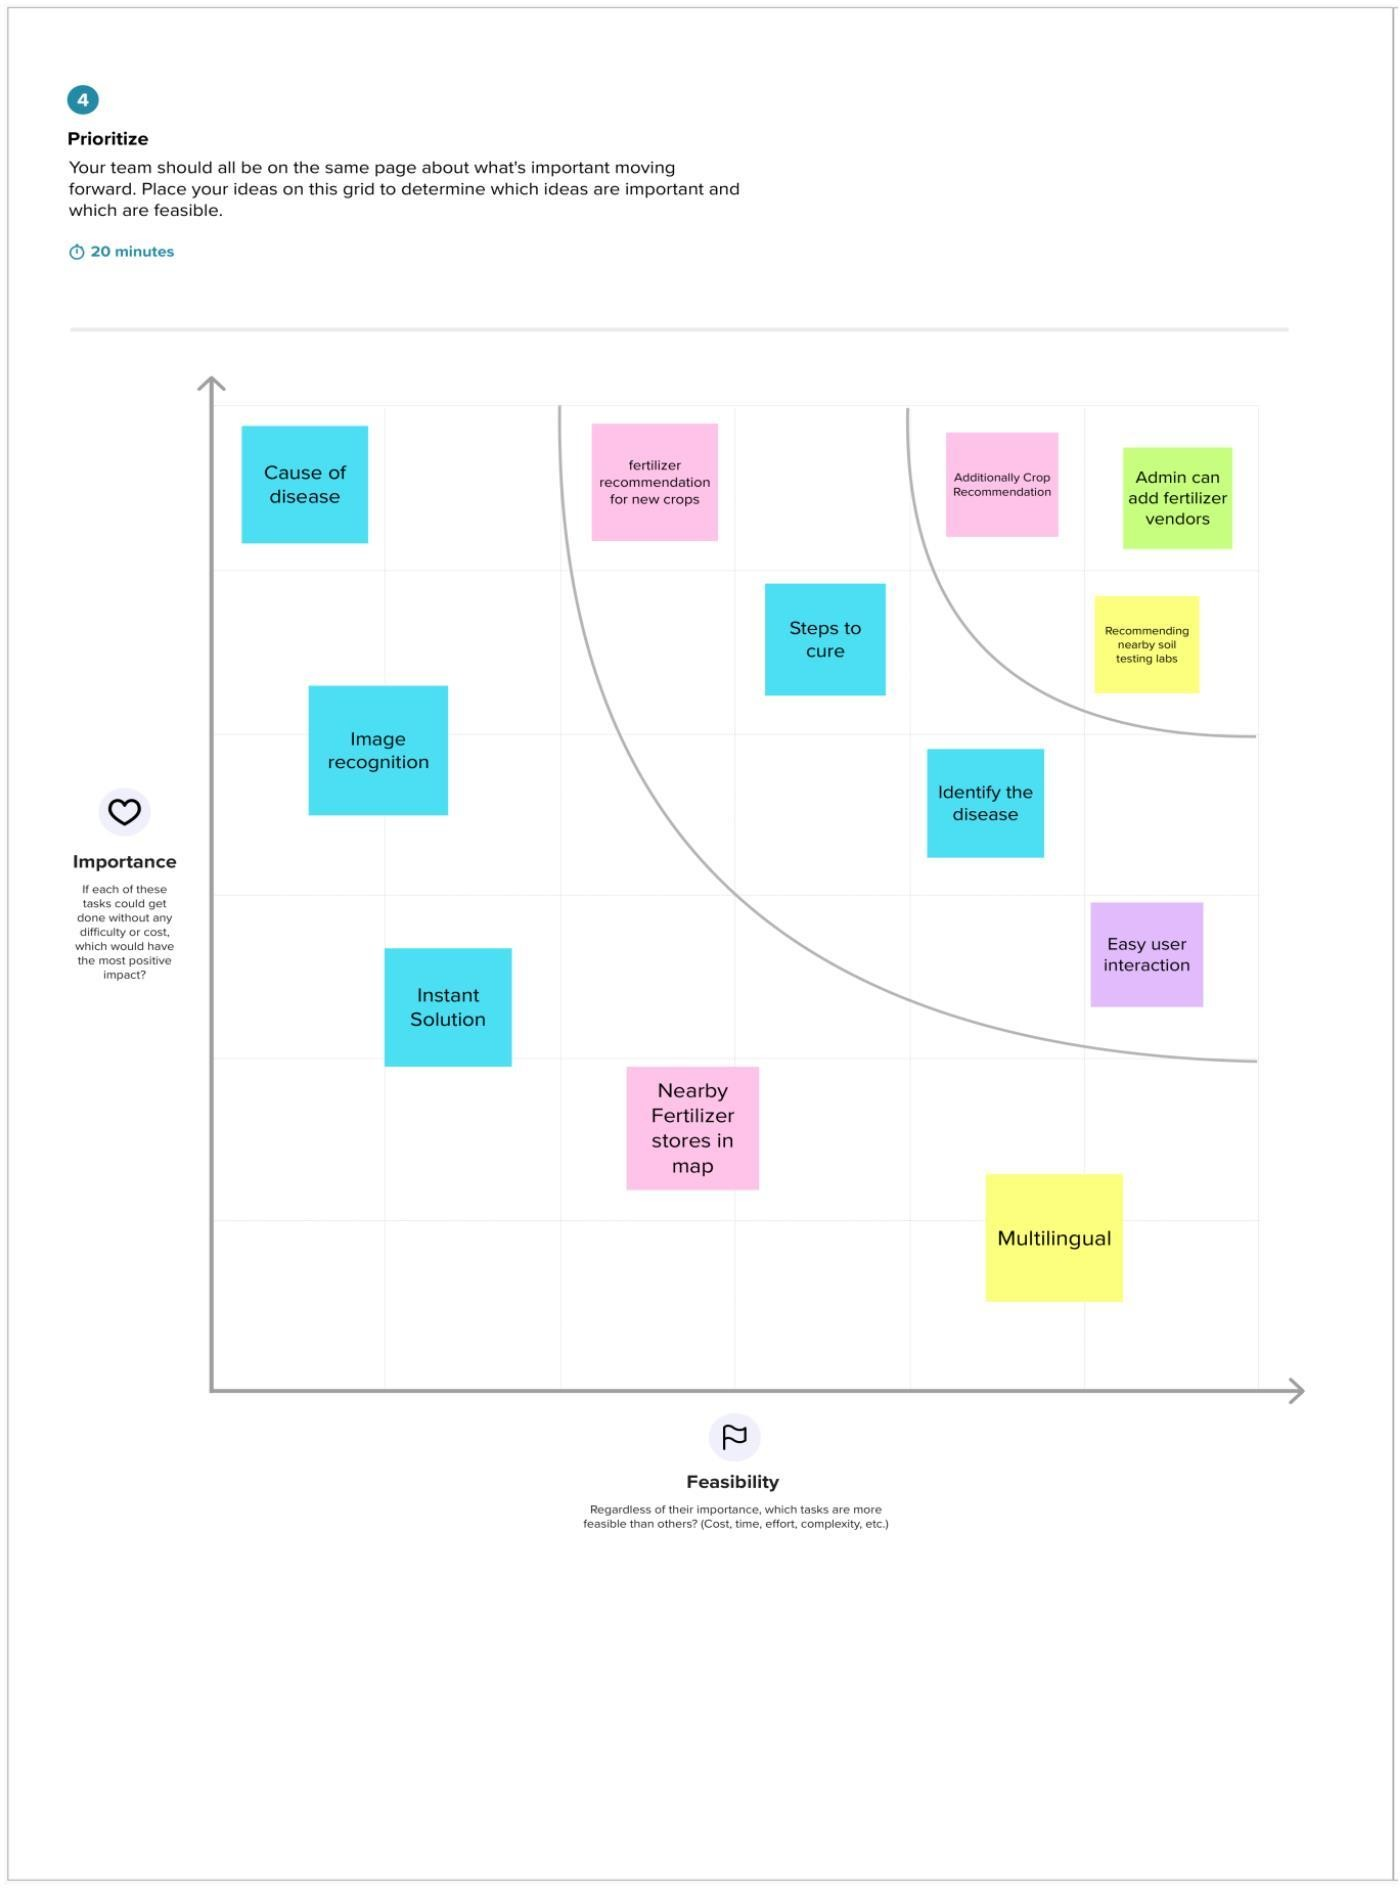 4
Prioritize
Your team should all be on the same page about what's important moving
forward. Place your ideas on this grid to determine which ideas are important and
which are feasible.
20 minutes
Cause of
disease
fertilizer
recommendation
for new crops
Additionally Crop
Recommendation
Admin can
add fertilizer
vendors
Steps to
cure
Recommending
nearby soil
testing labs
Image
recognition
Identify the
disease
Importance
If each of these
tasks could get
done without any
difficulty or cost,
which would have
the most positive
impact?
Easy user
interaction
Instant
Solution
Nearby
Fertilizer
stores in
map
Multilingual
Feasibility
Regardless of their importance, which tasks are more
feasible than others? (Cost, time, effort, complexity, etc.)